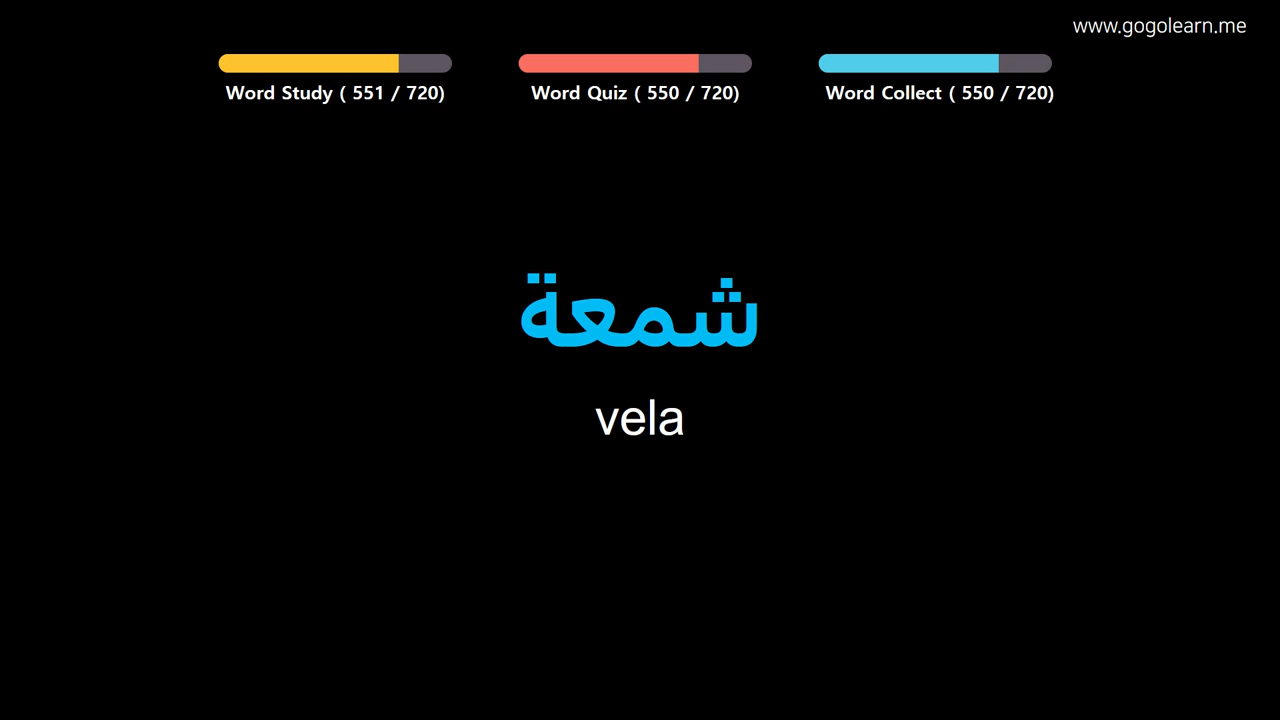 www.gogolearn.me
Word Study ( 551 / 720)
Word Quiz ( 550 / 720)
Word Collect ( 550 / 720)
شمعة
vela